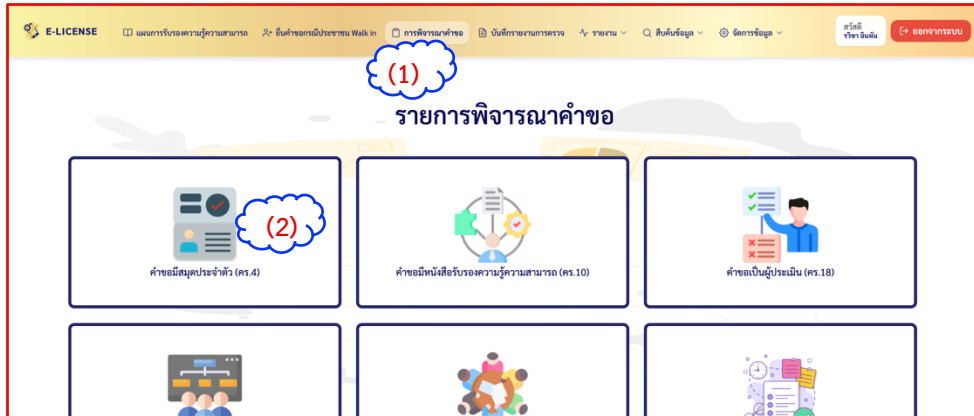 E-LICENSE แผนการรับรองความรู้ความสามารถ ยื่นคำขอกรณีประชาชน Walk in การพิจารณาคำขอ บันทึกรายงานการตรวจ รายงาน สืบค้นข้อมูล จัดการข้อมูล สวัสดี ออกจากระบบ
(1)
รายการพิจารณาคำขอ
(2)
คำขอมีสมุดประจำตัว (คร.4) คำขอมีหนังสือรับรองความรู้ความสามารถ (คร.10) คำขอเป็นผู้ประเมิน (คร.18)